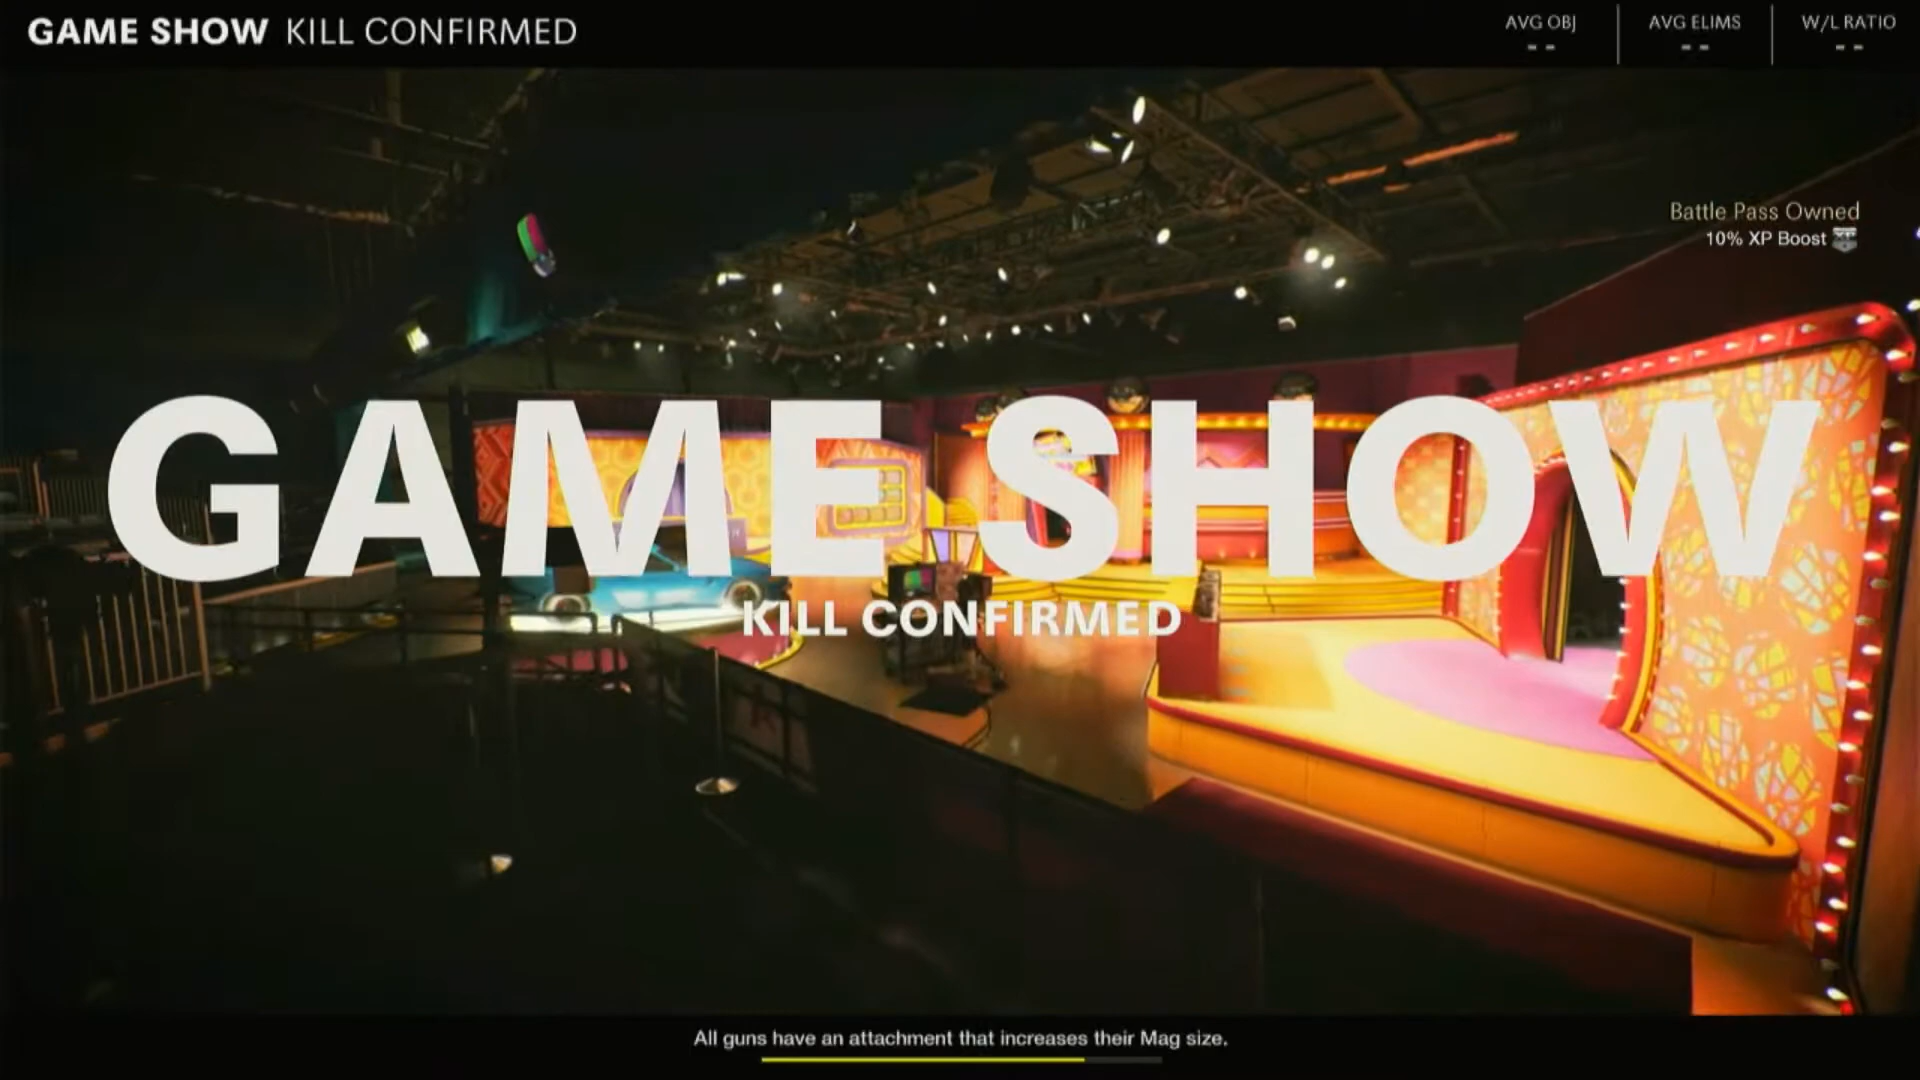 GAME SHOW KILL CONFIRMED
AVG OBJ
--
AVG ELIMS
--
W/L RATIO
--
Battle Pass Owned
10% XP Boost XP
GAME SHOW
KILL CONFIRMED
All guns have an attachment that increases their Mag size.